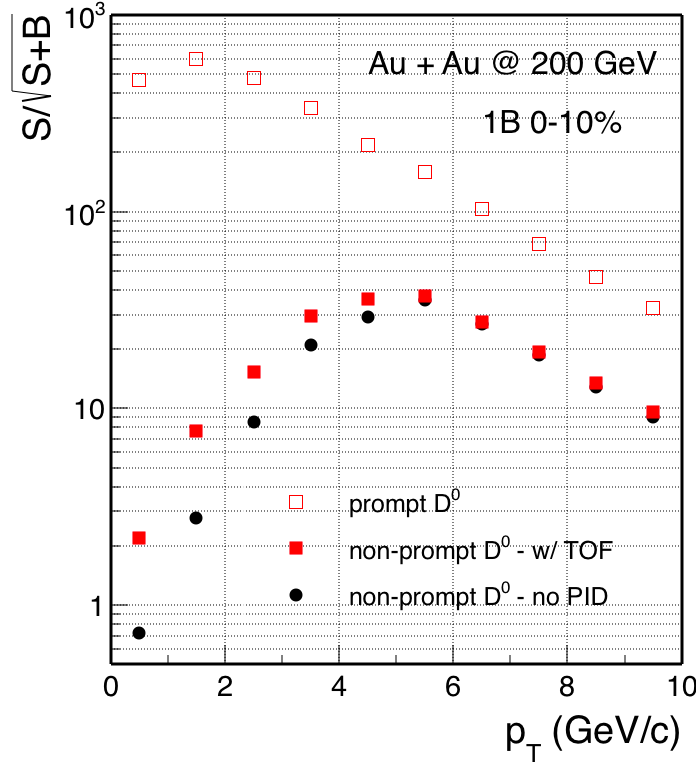 S/√S+B
10³
10²
10
1
Au + Au @ 200 GeV
1B 0-10%
prompt D⁰
non-prompt D⁰ - w/ TOF
non-prompt D⁰ - no PID
0 2 4 6 8 10
p_T (GeV/c)